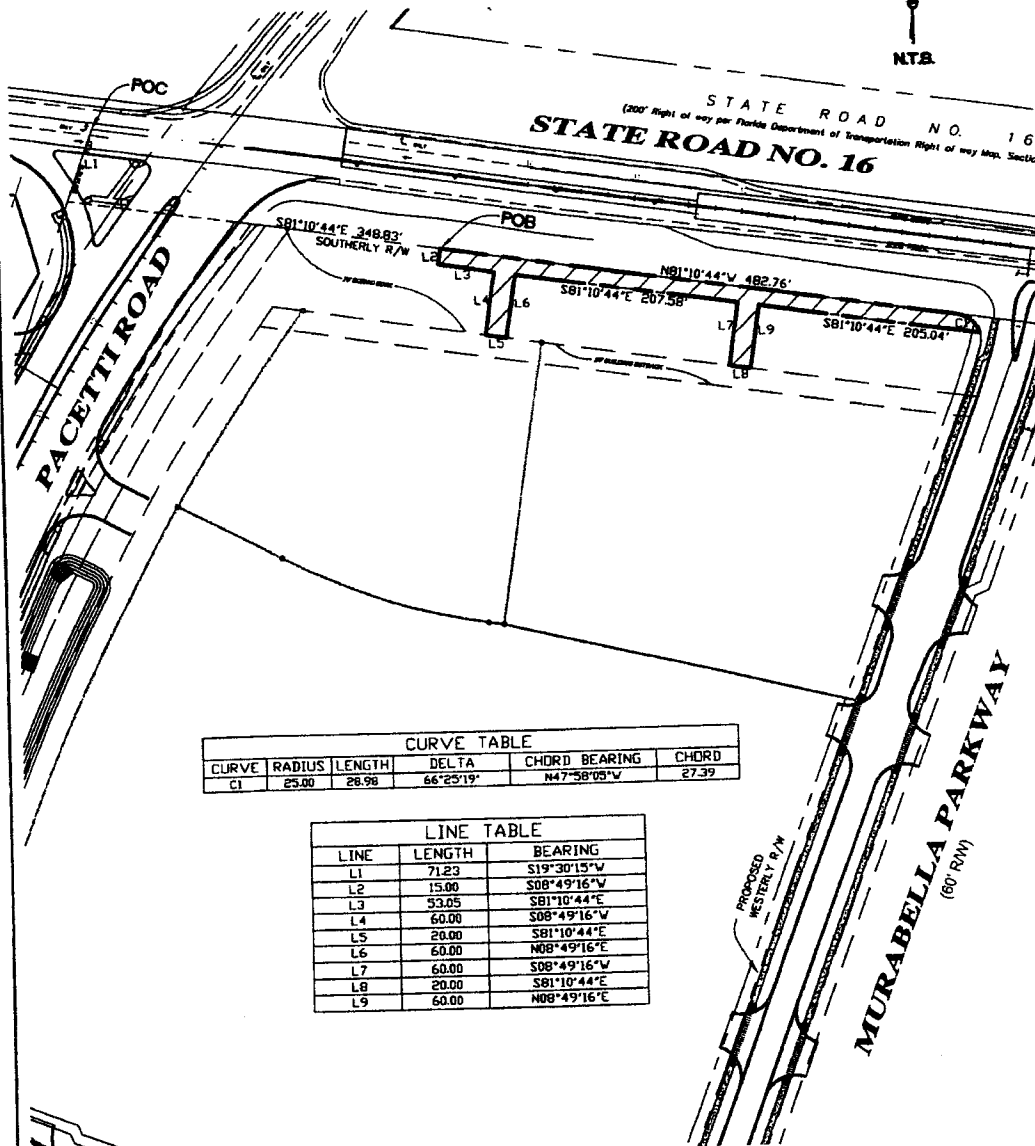 N.T.S.
POC
STATE ROAD NO. 16
(200' Right of way per Florida Department of Transportation Right of way Map, Sectio
STATE ROAD NO. 16
L1
S81°10'44"E 348.83'
SOUTHERLY R/W
POB
L2
L3
N81°10'44"W 482.76'
S81°10'44"E 207.58'
L4
L6
L5
L7
L9
L8
S81°10'44"E 205.04'
C1
PACETTI ROAD
BUILDING SETBACK
CURVE TABLE
CURVE RADIUS LENGTH DELTA CHORD BEARING CHORD
C1 25.00 28.98 66°25'19" N47°58'05"W 27.39
LINE TABLE
LINE LENGTH BEARING
L1 71.23 S19°30'15"W
L2 15.00 S08°49'16"W
L3 53.05 S81°10'44"E
L4 60.00 S08°49'16"W
L5 20.00 S81°10'44"E
L6 60.00 N08°49'16"E
L7 60.00 S08°49'16"W
L8 20.00 S81°10'44"E
L9 60.00 N08°49'16"E
PROPOSED
WESTERLY R/W
MURABELLA PARKWAY
(60' R/W)